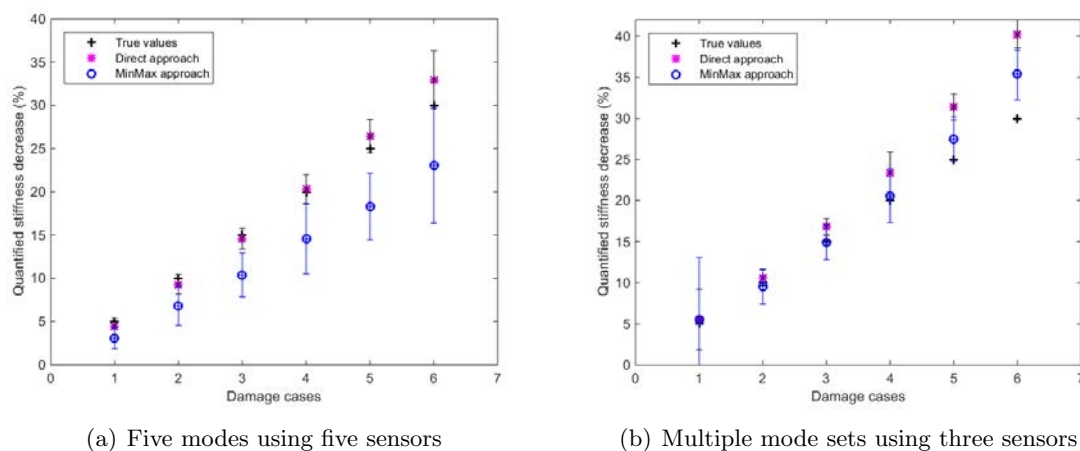 40
35
30
25
20
15
10
5
0
Quantified stiffness decrease (%)
True values
Direct approach
MinMax approach
0 1 2 3 4 5 6 7
Damage cases
(a) Five modes using five sensors
40
35
30
25
20
15
10
5
0
Quantified stiffness decrease (%)
True values
Direct approach
MinMax approach
0 1 2 3 4 5 6 7
Damage cases
(b) Multiple mode sets using three sensors